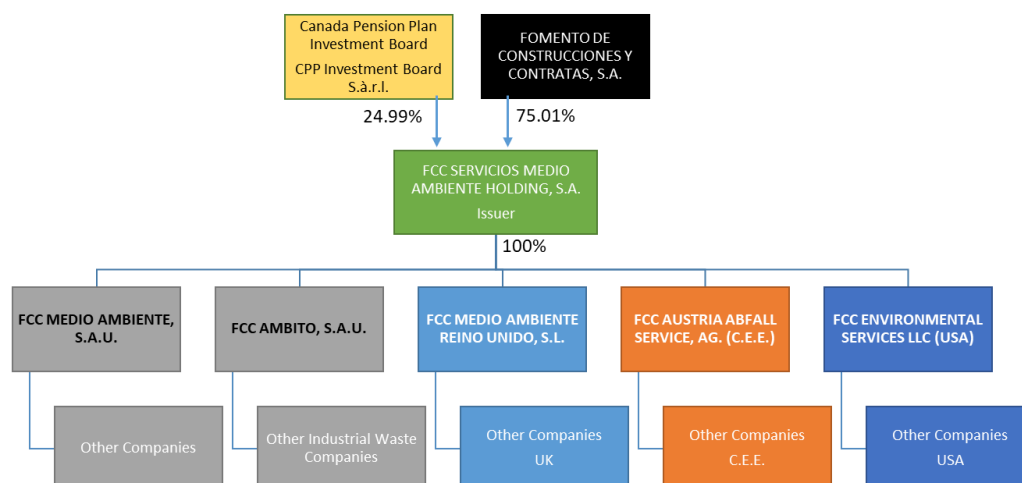 Canada Pension Plan
Investment Board
CPP Investment Board
S.à.r.l.
FOMENTO DE
CONSTRUCCIONES Y
CONTRATAS, S.A.
24.99%
75.01%
FCC SERVICIOS MEDIO
AMBIENTE HOLDING, S.A.
Issuer
100%
FCC MEDIO AMBIENTE,
S.A.U.
FCC AMBITO, S.A.U.
FCC MEDIO AMBIENTE
REINO UNIDO, S.L.
FCC AUSTRIA ABFALL
SERVICE, AG. (C.E.E.)
FCC ENVIRONMENTAL
SERVICES LLC (USA)
Other Companies
Other Industrial Waste
Companies
Other Companies
UK
Other Companies
C.E.E.
Other Companies
USA